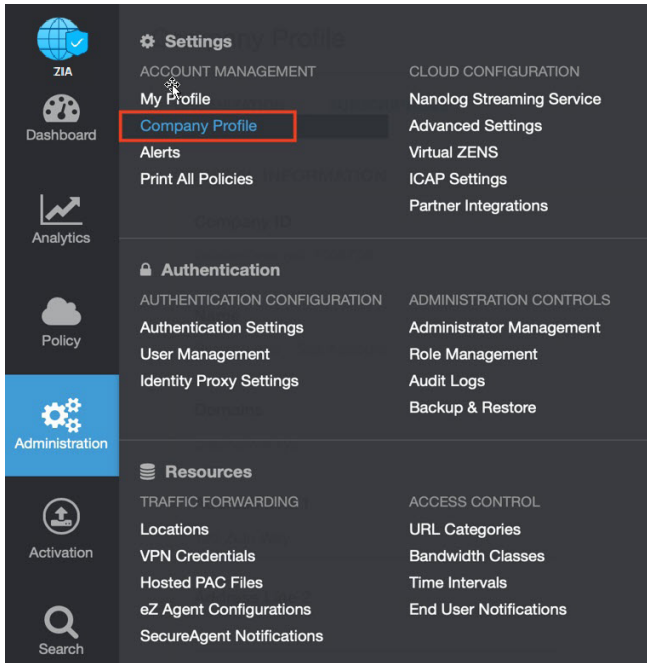 ZIA
Dashboard
Analytics
Policy
Administration
Activation
Search
Settings
ACCOUNT MANAGEMENT
My Profile
Company Profile
Alerts
Print All Policies
CLOUD CONFIGURATION
Nanolog Streaming Service
Advanced Settings
Virtual ZENS
ICAP Settings
Partner Integrations
Authentication
AUTHENTICATION CONFIGURATION
Authentication Settings
User Management
Identity Proxy Settings
ADMINISTRATION CONTROLS
Administrator Management
Role Management
Audit Logs
Backup & Restore
Resources
TRAFFIC FORWARDING
Locations
VPN Credentials
Hosted PAC Files
eZ Agent Configurations
SecureAgent Notifications
ACCESS CONTROL
URL Categories
Bandwidth Classes
Time Intervals
End User Notifications